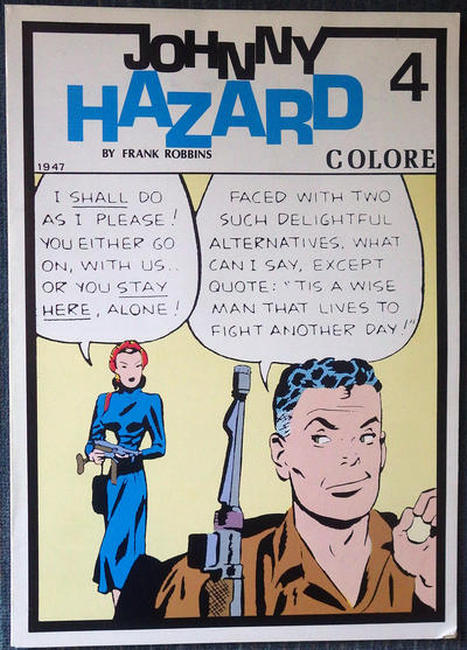 JOHNNY
HAZARD
4
BY FRANK ROBBINS
COLORE
1947
I SHALL DO
AS I PLEASE!
YOU EITHER GO
ON, WITH US..
OR YOU STAY
HERE, ALONE!
FACED WITH TWO
SUCH DELIGHTFUL
ALTERNATIVES, WHAT
CAN I SAY, EXCEPT
QUOTE: "TIS A WISE
MAN THAT LIVES TO
FIGHT ANOTHER DAY!"